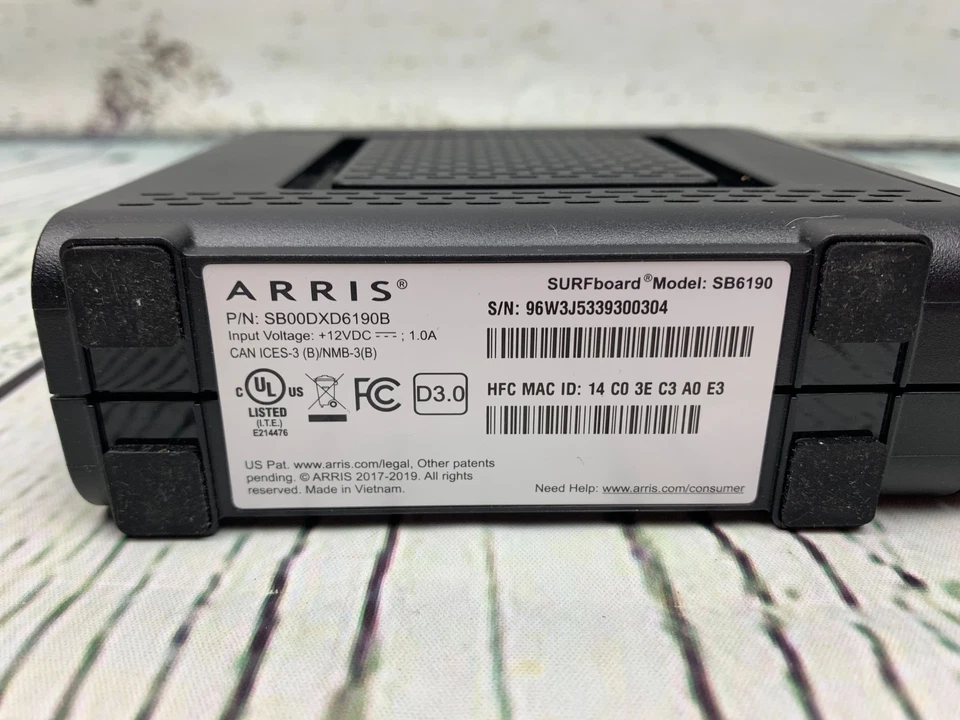 ARRIS®
SURFboard® Model: SB6190
P/N: SB00DXD6190B
S/N: 96W3J5339300304
Input Voltage: +12VDC ⎓; 1.0A
CAN ICES-3 (B)/NMB-3(B)
C UL US
LISTED
(I.T.E.)
E214476
FC
D3.0
HFC MAC ID: 14 C0 3E C3 A0 E3
US Pat. www.arris.com/legal, Other patents
pending. © ARRIS 2017-2019. All rights
reserved. Made in Vietnam.
Need Help: www.arris.com/consumer